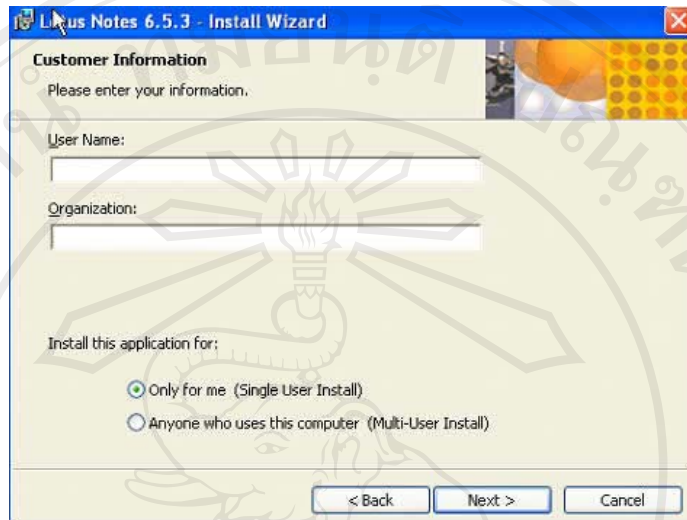 Lotus Notes 6.5.3 - Install Wizard
Customer Information
Please enter your information.
User Name:
Organization:
Install this application for:
Only for me (Single User Install)
Anyone who uses this computer (Multi-User Install)
< Back Next > Cancel